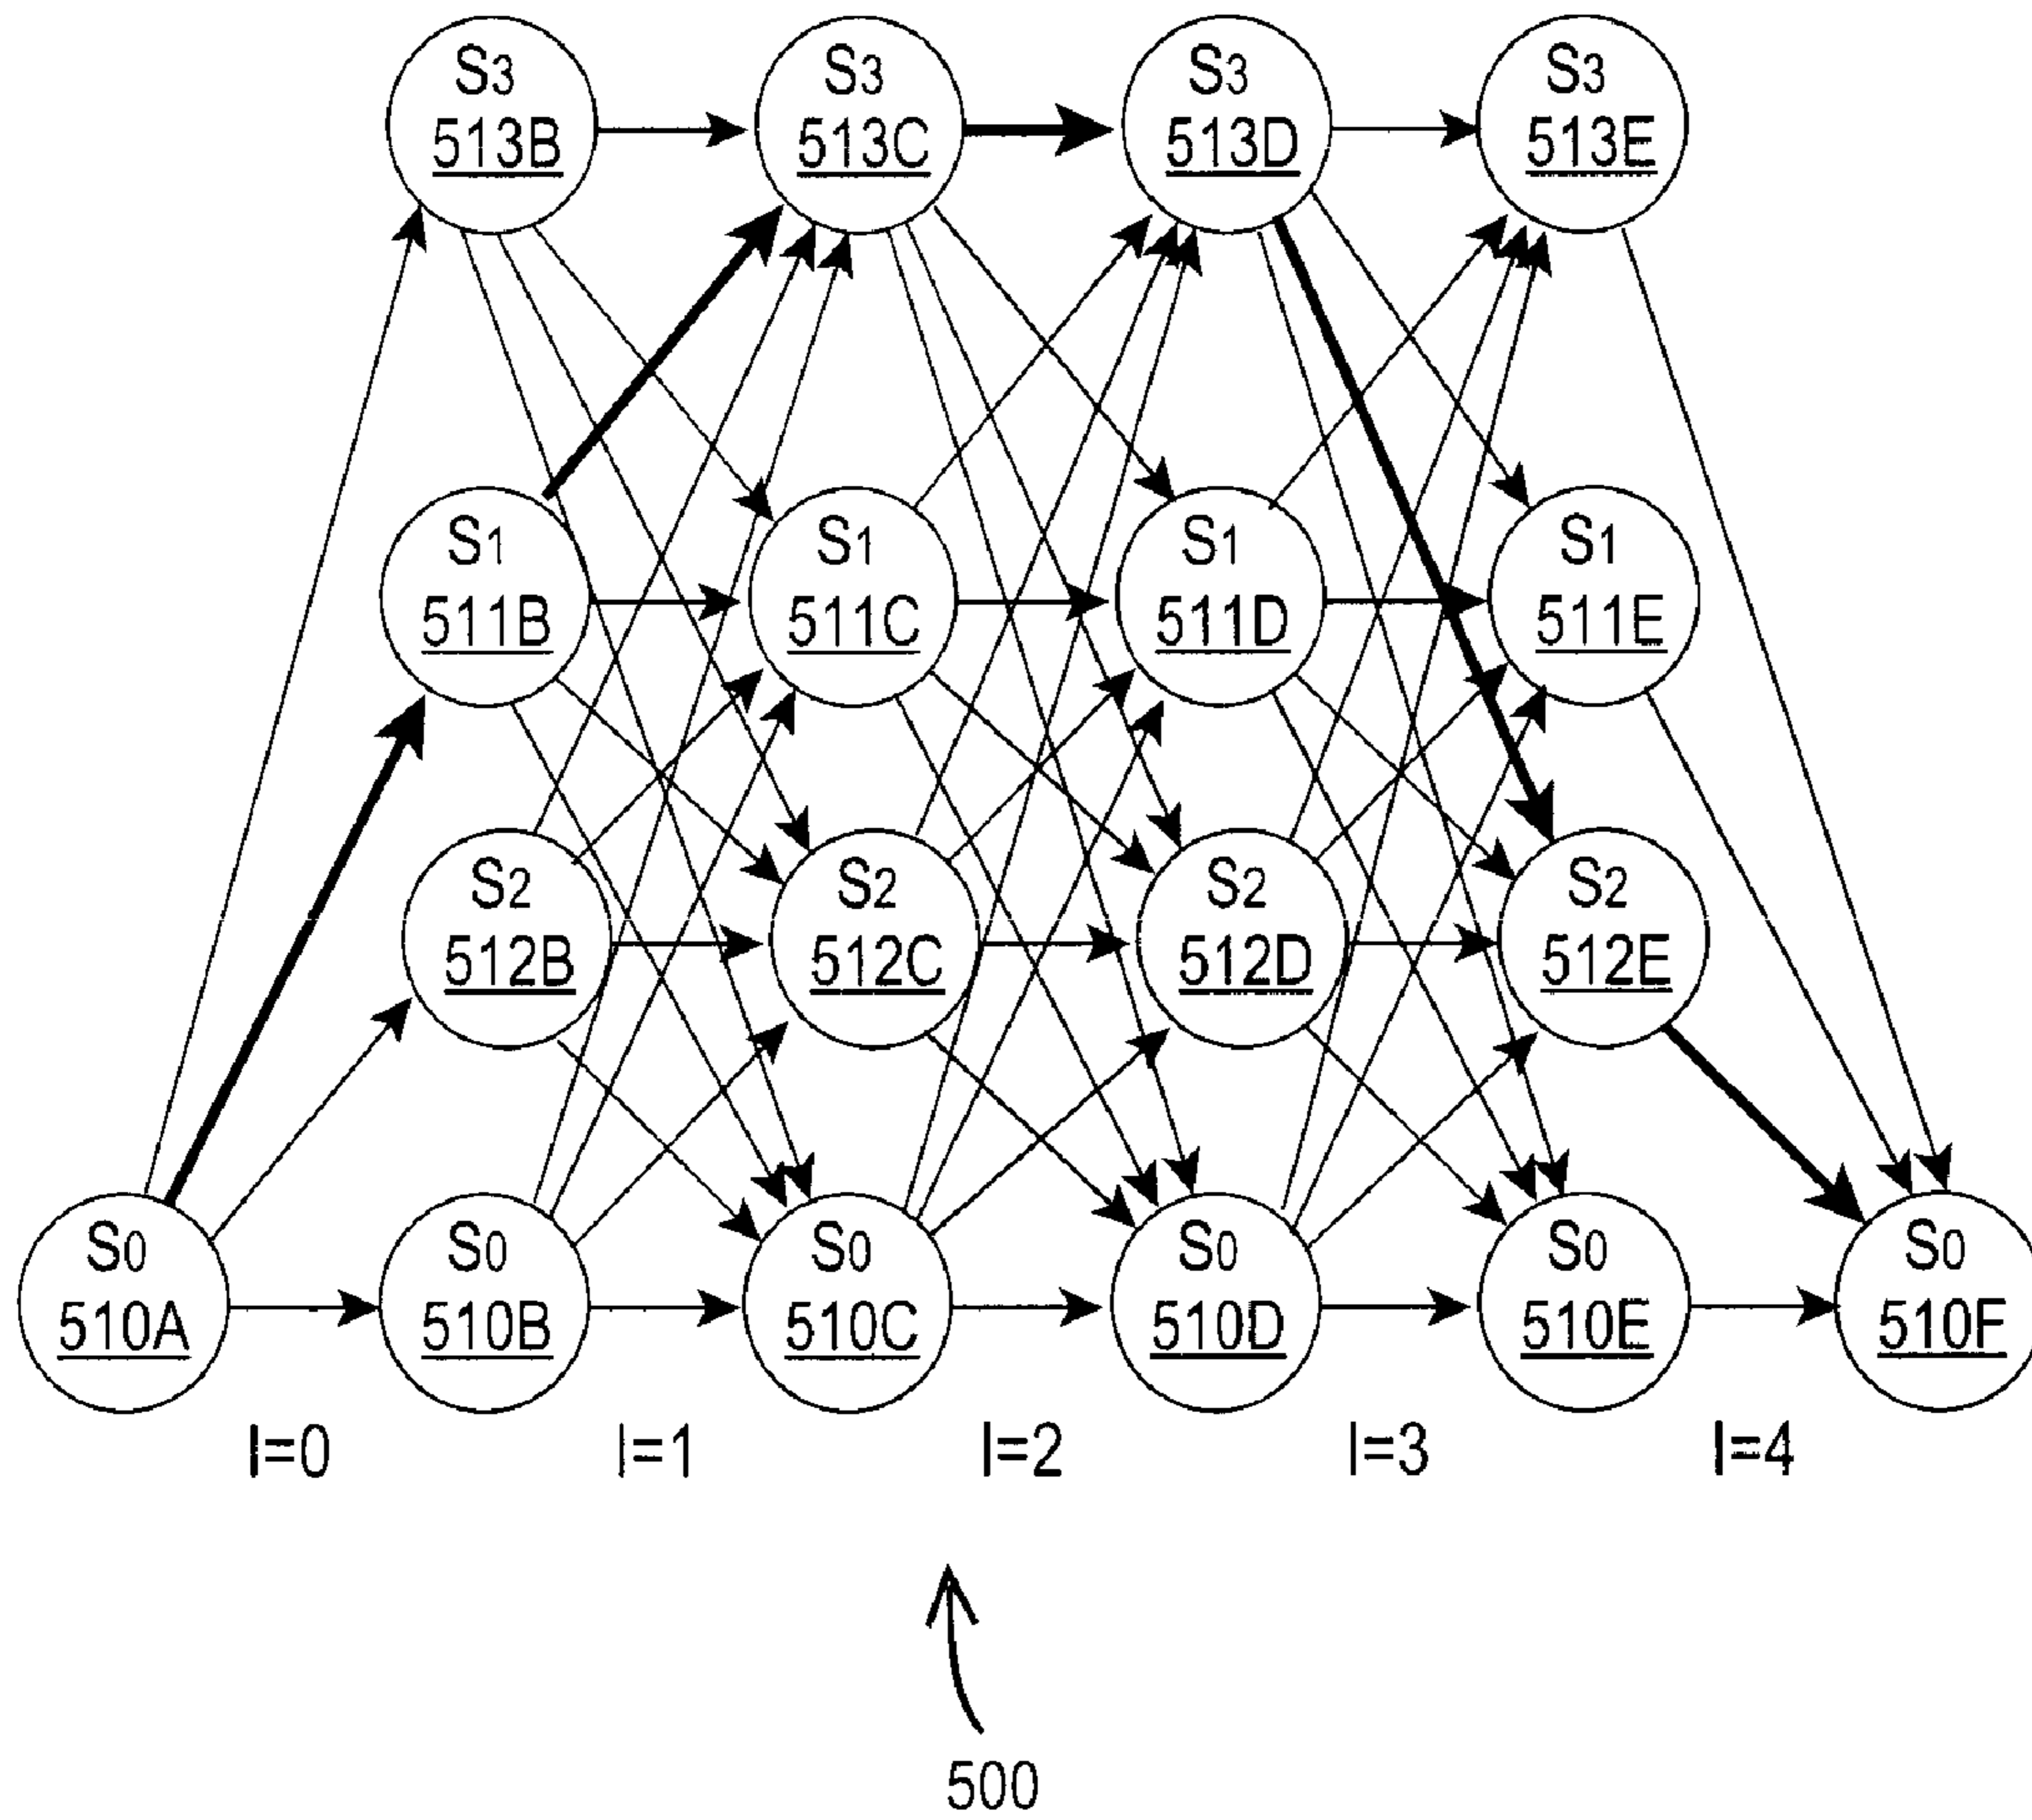 S3
513B
S3
513C
S3
513D
S3
513E
S1
511B
S1
511C
S1
511D
S1
511E
S2
512B
S2
512C
S2
512D
S2
512E
S0
510A
S0
510B
S0
510C
S0
510D
S0
510E
S0
510F
I=0
I=1
I=2
I=3
I=4
500